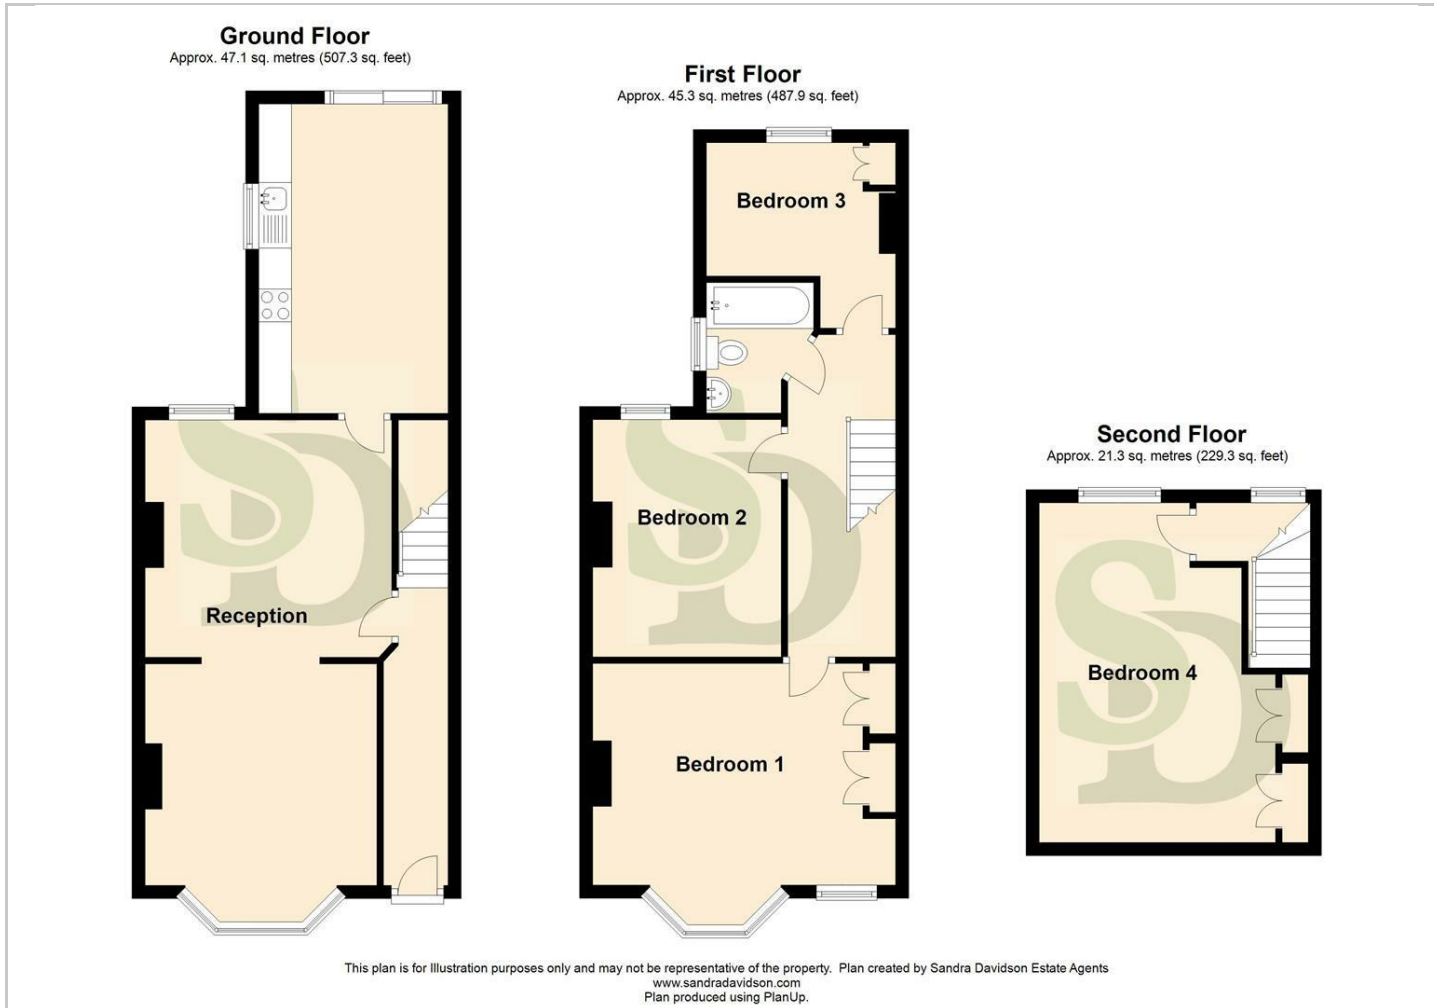 Ground Floor
Approx. 47.1 sq. metres (507.3 sq. feet)
First Floor
Approx. 45.3 sq. metres (487.9 sq. feet)
Second Floor
Approx. 21.3 sq. metres (229.3 sq. feet)
Reception
Bedroom 3
Bedroom 2
Bedroom 1
Bedroom 4
SD
SD
SD
This plan is for Illustration purposes only and may not be representative of the property. Plan created by Sandra Davidson Estate Agents
www.sandradavidson.com
Plan produced using PlanUp.